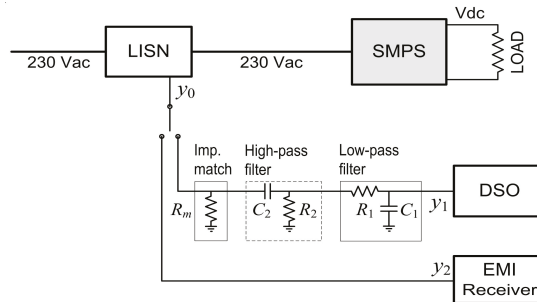 Vdc
LISN
SMPS
LOAD
230 Vac
230 Vac
y0
Imp.
match
High-pass
filter
Low-pass
filter
Rm
C2
R2
R1
C1
y1
DSO
y2
EMI
Receiver